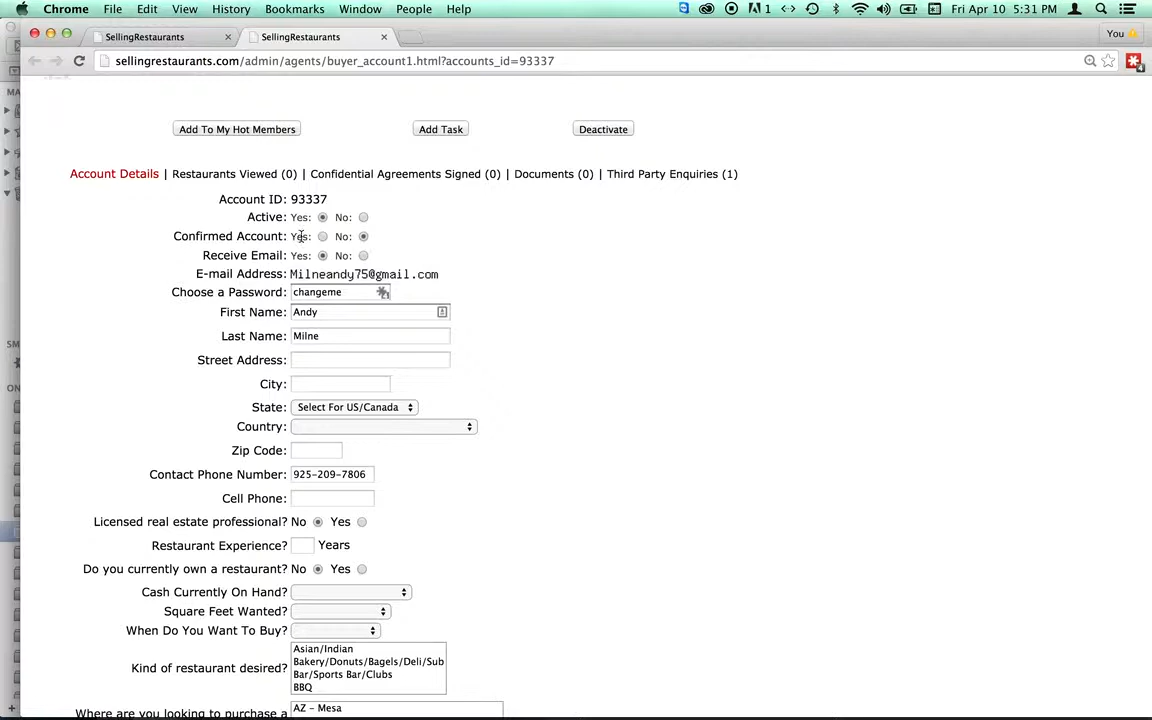 Chrome File Edit View History Bookmarks Window People Help 1 Fri Apr 10 5:31 PM
SellingRestaurants SellingRestaurants You
sellingrestaurants.com/admin/agents/buyer_account1.html?accounts_id=93337
Add To My Hot Members Add Task Deactivate
Account Details | Restaurants Viewed (0) | Confidential Agreements Signed (0) | Documents (0) | Third Party Enquiries (1)
Account ID: 93337
Active: Yes: No:
Confirmed Account: Yes: No:
Receive Email: Yes: No:
E-mail Address: Milneandy75@gmail.com
Choose a Password: changeme
First Name: Andy
Last Name: Milne
Street Address:
City:
State: Select For US/Canada
Country:
Zip Code:
Contact Phone Number: 925-209-7806
Cell Phone:
Licensed real estate professional? No Yes
Restaurant Experience? Years
Do you currently own a restaurant? No Yes
Cash Currently On Hand?
Square Feet Wanted?
When Do You Want To Buy?
Asian/Indian
Bakery/Donuts/Bagels/Deli/Sub
Kind of restaurant desired? Bar/Sports Bar/Clubs
BBQ
Where are you looking to purchase a AZ - Mesa